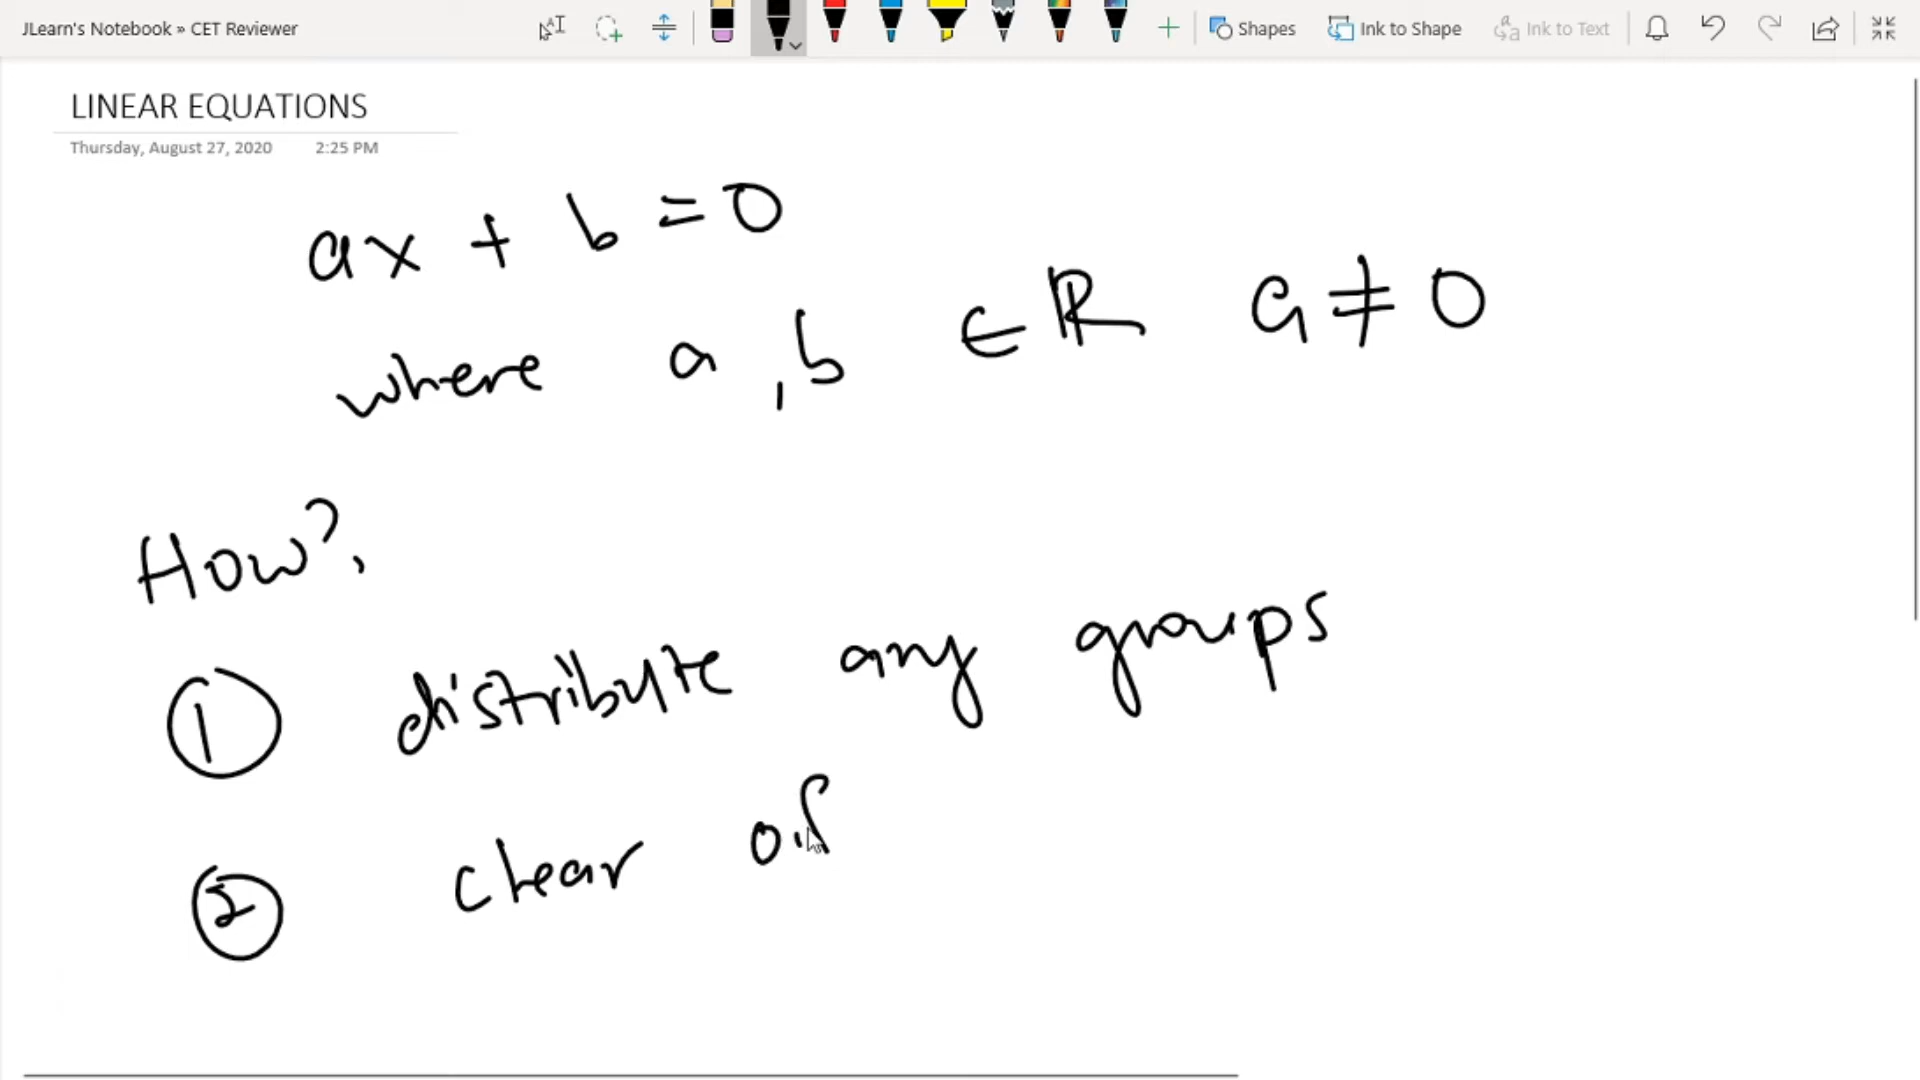 JLearn's Notebook » CET Reviewer Shapes Ink to Shape Ink to Text
LINEAR EQUATIONS
Thursday, August 27, 2020 2:25 PM
ax + b = 0
where a, b ∈ ℝ a ≠ 0
How?
① distribute any groups
② clear of